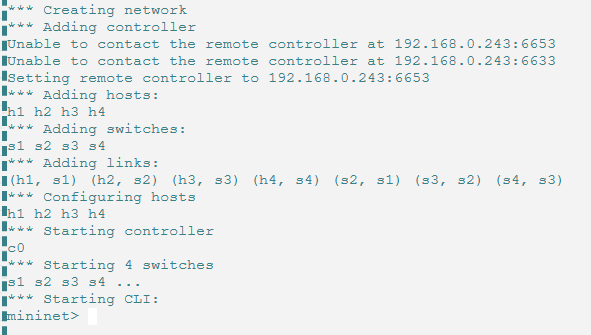 *** Creating network
*** Adding controller
Unable to contact the remote controller at 192.168.0.243:6653
Unable to contact the remote controller at 192.168.0.243:6633
Setting remote controller to 192.168.0.243:6653
*** Adding hosts:
h1 h2 h3 h4
*** Adding switches:
s1 s2 s3 s4
*** Adding links:
(h1, s1) (h2, s2) (h3, s3) (h4, s4) (s2, s1) (s3, s2) (s4, s3)
*** Configuring hosts
h1 h2 h3 h4
*** Starting controller
c0
*** Starting 4 switches
s1 s2 s3 s4 ...
*** Starting CLI:
mininet>